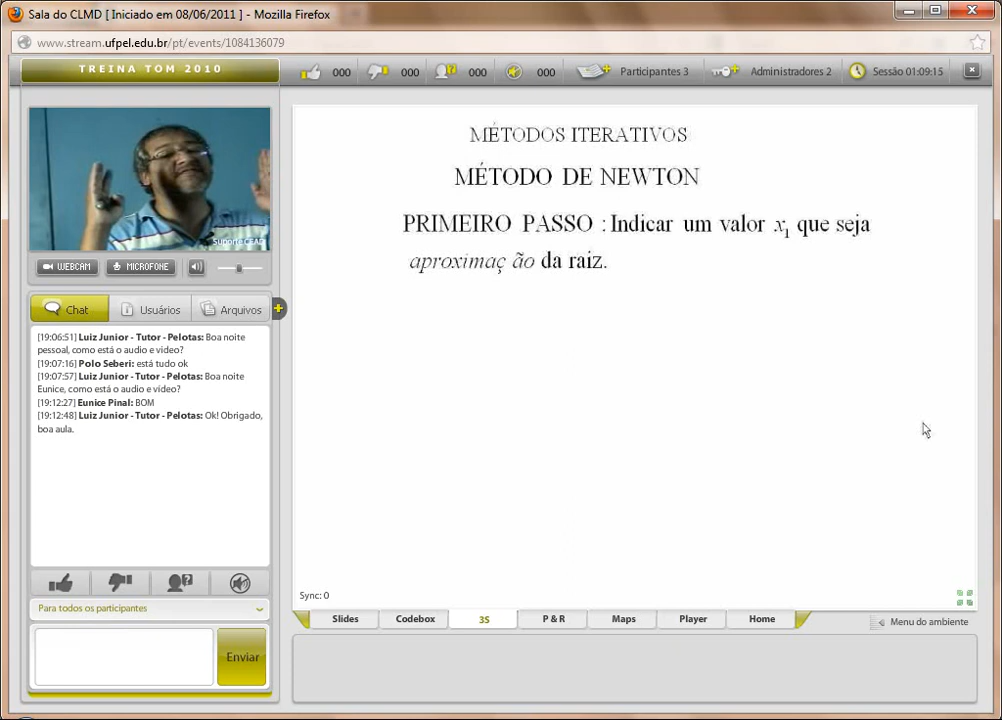 Sala do CLMD [ Iniciado em 08/06/2011 ] - Mozilla Firefox
www.stream.ufpel.edu.br/pt/events/1084136079
TREINA TOM 2010
000
000
000
000
Participantes 3
Administradores 2
Sessão 01:09:15
Suporte CEAD
WEBCAM
MICROFONE
Chat
Usuários
Arquivos
[19:06:51] Luiz Junior - Tutor - Pelotas: Boa noite
pessoal, como está o audio e video?
[19:07:16] Polo Seberi: está tudo ok
[19:07:57] Luiz Junior - Tutor - Pelotas: Boa noite
Eunice, como está o audio e vídeo?
[19:12:27] Eunice Pinal: BOM
[19:12:48] Luiz Junior - Tutor - Pelotas: Ok! Obrigado,
boa aula.
Para todos os participantes
Enviar
MÉTODOS ITERATIVOS
MÉTODO DE NEWTON
PRIMEIRO PASSO : Indicar um valor x₁ que seja
aproximaç ão da raiz.
Sync: 0
Slides
Codebox
3S
P & R
Maps
Player
Home
Menu do ambiente